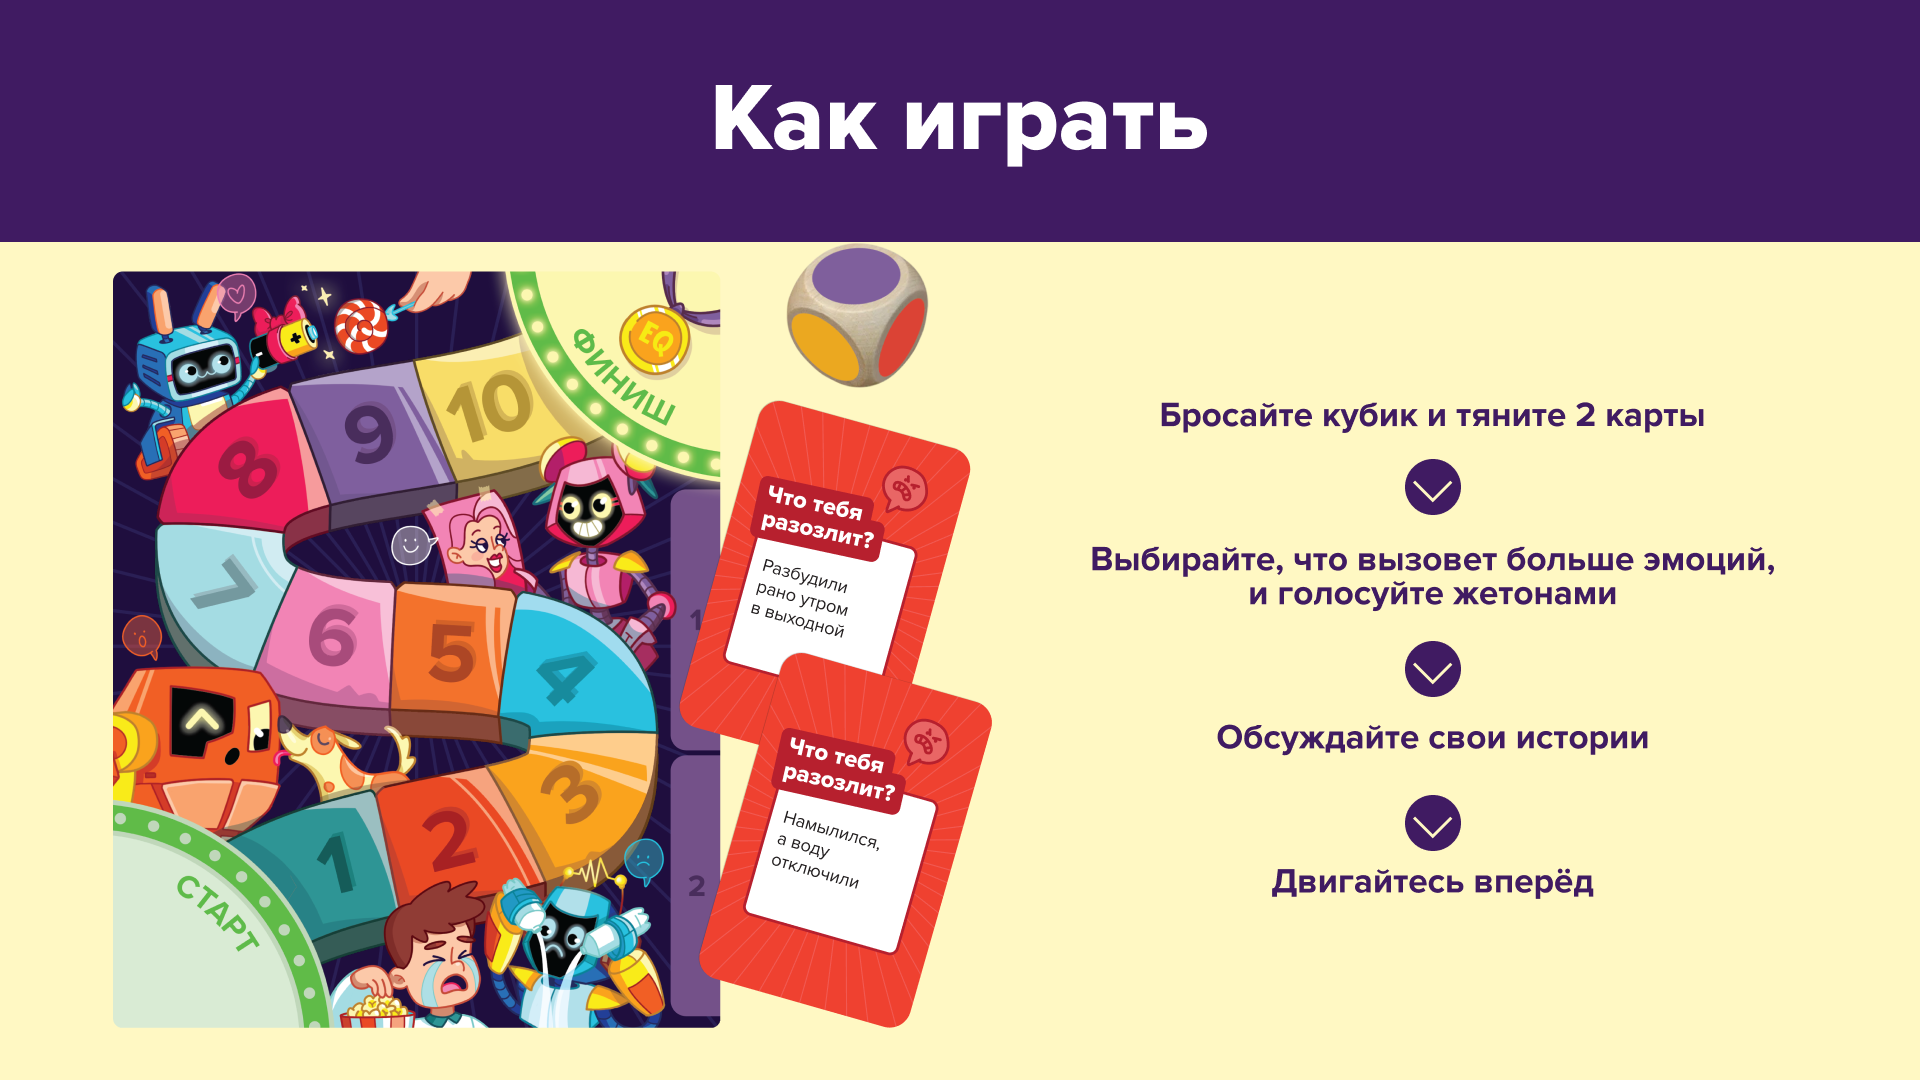 Как играть
ФИНИШ
EQ
10
9
8
7
6
5
4
3
2
1
СТАРТ
1
2
Что тебя
разозлит?
Разбудили
рано утром
в выходной
Что тебя
разозлит?
Намылился,
а воду
отключили
Бросайте кубик и тяните 2 карты
Выбирайте, что вызовет больше эмоций,
и голосуйте жетонами
Обсуждайте свои истории
Двигайтесь вперёд